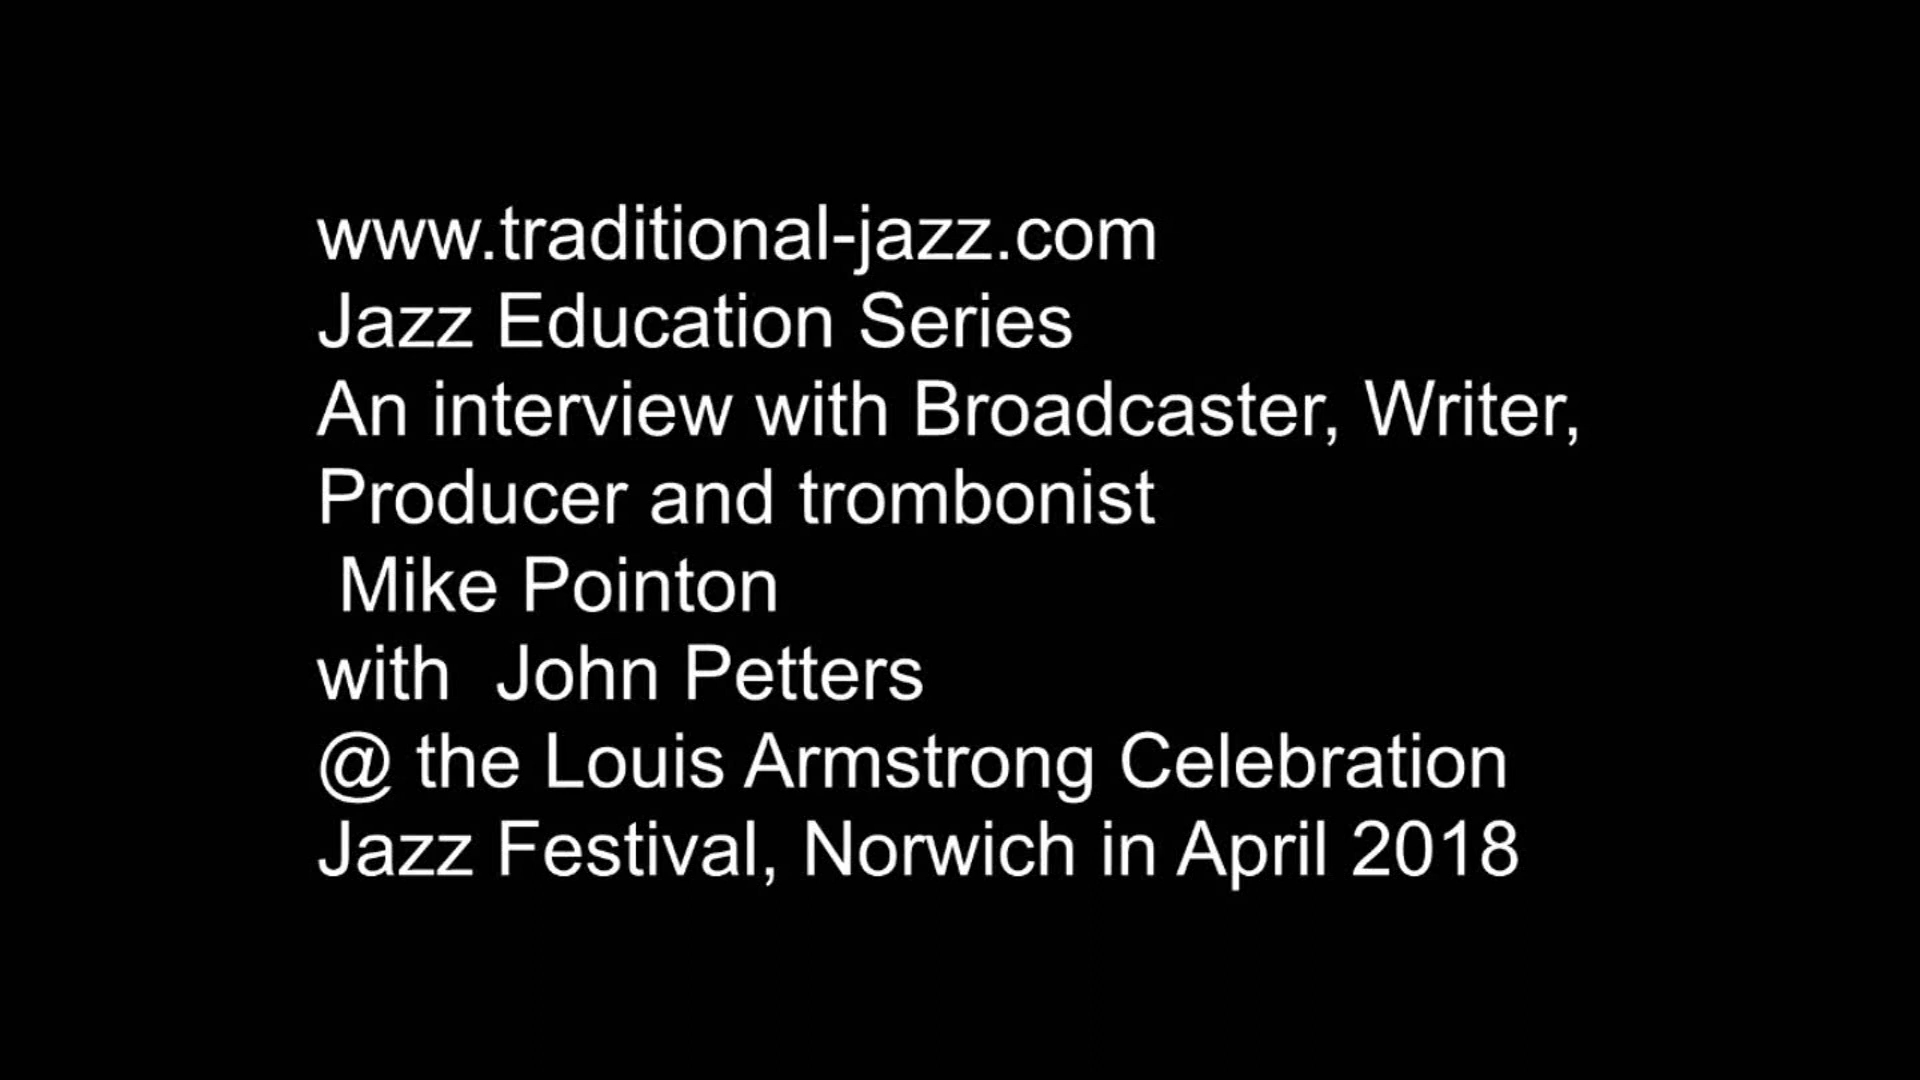 www.traditional-jazz.com
Jazz Education Series
An interview with Broadcaster, Writer,
Producer and trombonist
Mike Pointon
with  John Petters
@ the Louis Armstrong Celebration
Jazz Festival, Norwich in April 2018